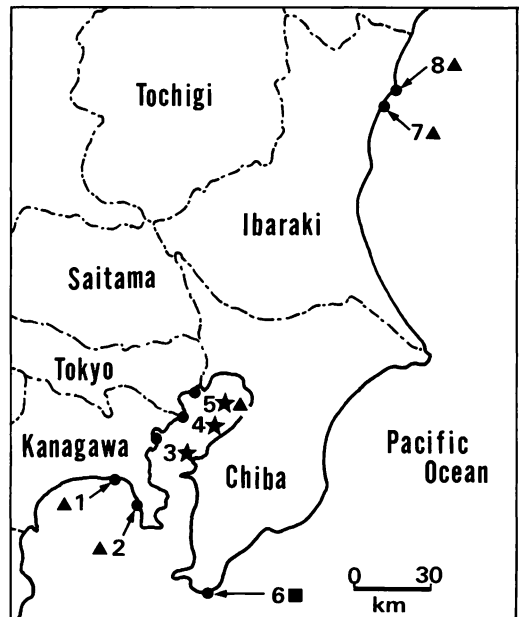 8▲
Tochigi
7▲
Ibaraki
Saitama
Tokyo
5★▲
4★
Kanagawa
3★
Pacific
Ocean
Chiba
▲1
▲2
0 30
km
6■